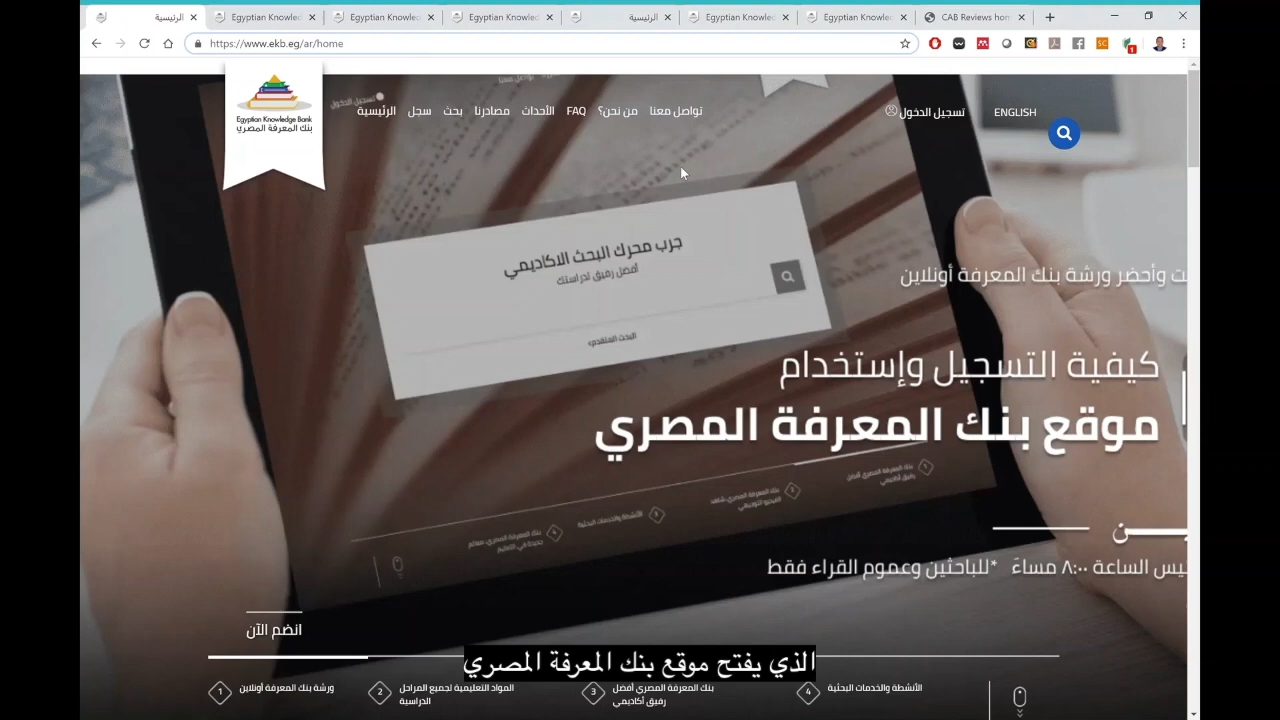 الرئيسية
Egyptian Knowled
Egyptian Knowled
Egyptian Knowled
الرئيسية
Egyptian Knowled
Egyptian Knowled
CAB Reviews hom
https://www.ekb.eg/ar/home
Egyptian Knowledge Bank
بنك المعرفة المصري
الرئيسية
سجل
بحث
مصادرنا
الأحداث
FAQ
من نحن؟
تواصل معنا
تسجيل الدخول
ENGLISH
جرب محرك البحث الاكاديمي
أفضل رفيق لدراستك
البحث المتقدم
ت وأحضر ورشة بنك المعرفة أونلاين
كيفية التسجيل وإستخدام
موقع بنك المعرفة المصري
يس الساعة ٨:٠٠ مساءً *للباحثين وعموم القراء فقط
انضم الآن
الذي يفتح موقع بنك المعرفة المصري
1 ورشة بنك المعرفة أونلاين
2 المواد التعليمية لجميع المراحل
الدراسية
3 بنك المعرفة المصري أفضل
رفيق أكاديمي
4 الأنشطة والخدمات البحثية